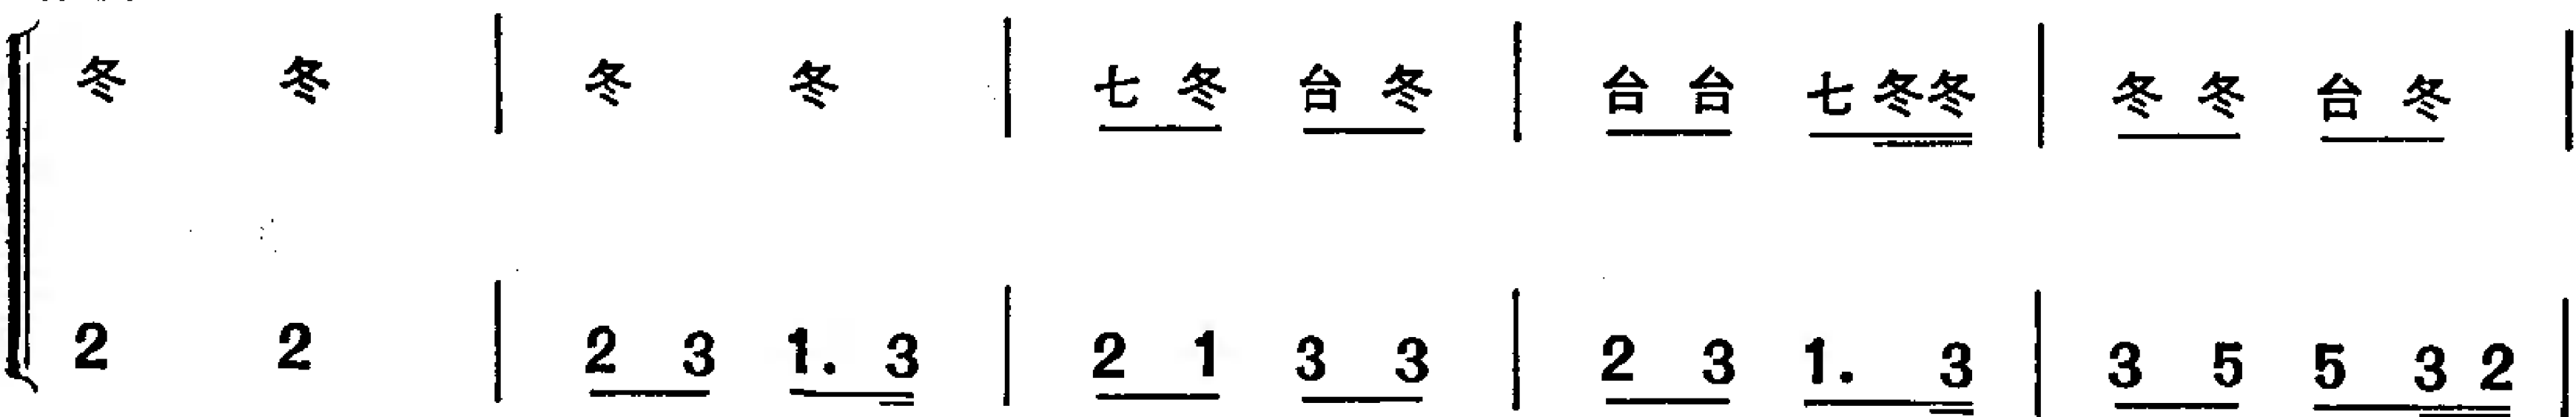 冬 冬 | 冬 冬 | 七 冬 台 冬 | 台 台 七 冬冬 | 冬 冬 台 冬 |
2 2 | 2 3 1. 3 | 2 1 3 3 | 2 3 1. 3 | 3 5 5 3 2 |